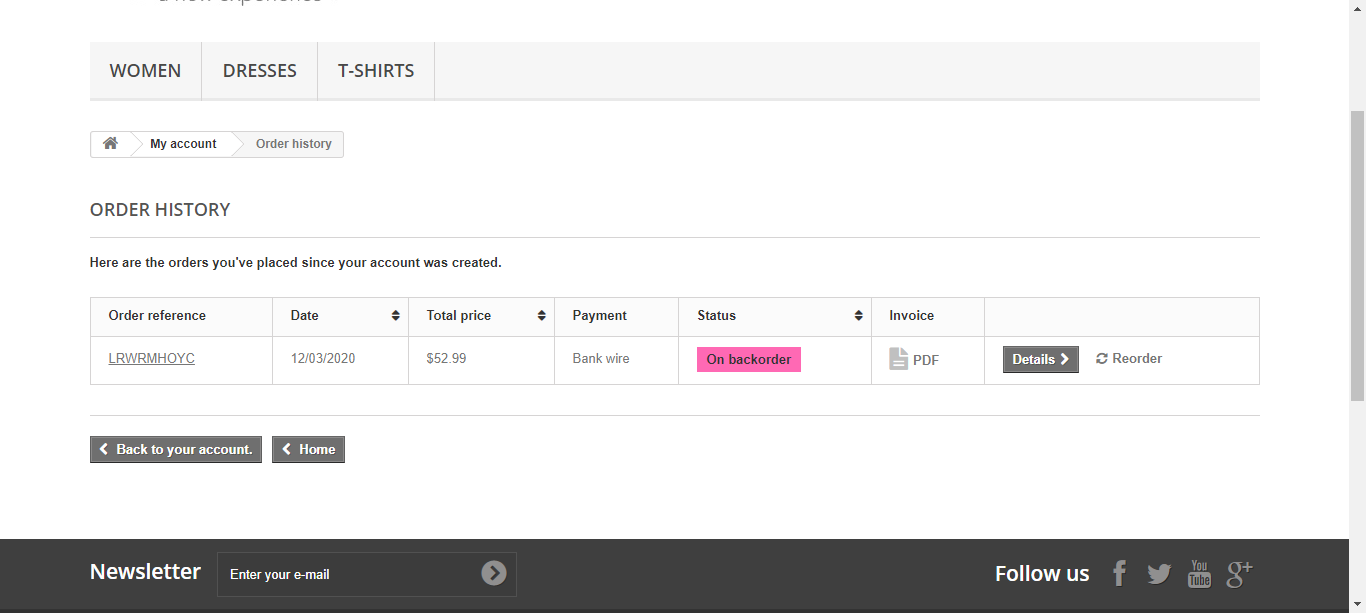 WOMEN DRESSES T-SHIRTS
My account Order history
ORDER HISTORY
Here are the orders you've placed since your account was created.
Order reference Date Total price Payment Status Invoice
LRWRMHOYC 12/03/2020 $52.99 Bank wire On backorder PDF Details Reorder
Back to your account. Home
Newsletter Enter your e-mail Follow us f You Tube g+